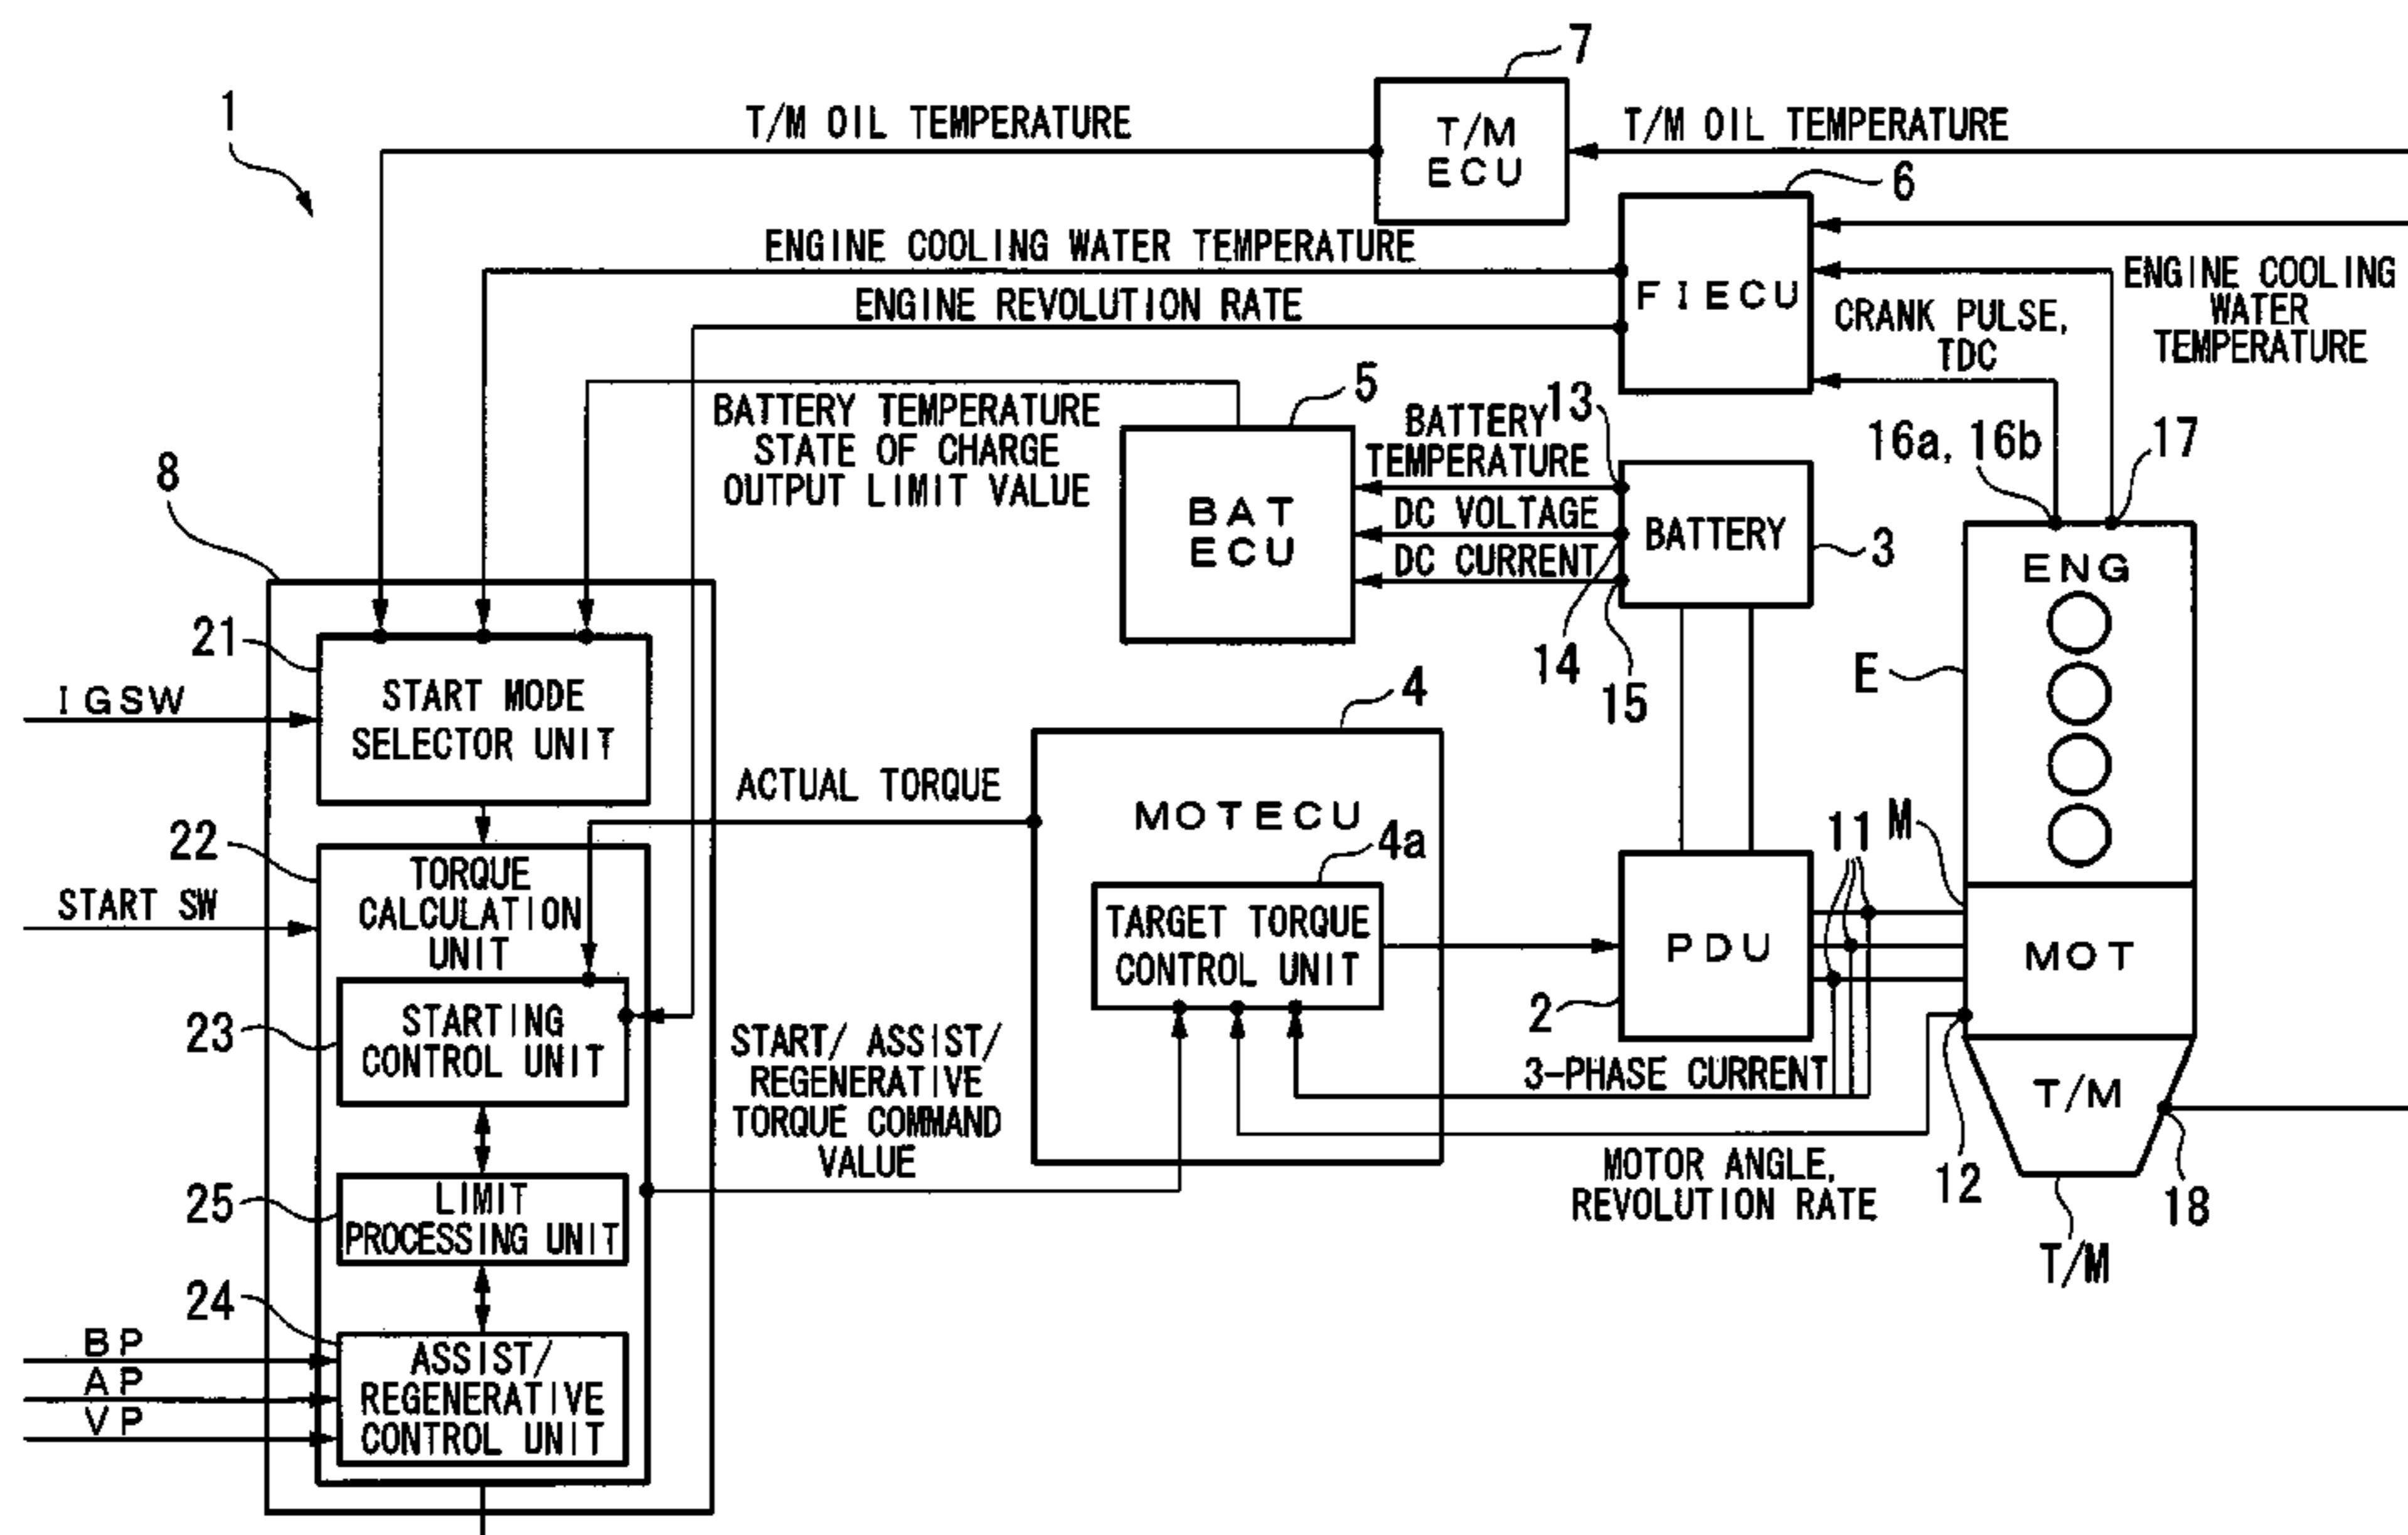 7
1
T/M OIL TEMPERATURE
T/M
ECU
T/M OIL TEMPERATURE
6
ENGINE COOLING WATER TEMPERATURE
ENGINE REVOLUTION RATE
FIECU
ENGINE COOLING
WATER
TEMPERATURE
CRANK PULSE,
TDC
5
BATTERY TEMPERATURE
STATE OF CHARGE
OUTPUT LIMIT VALUE
BATTERY
TEMPERATURE
13
16a, 16b
17
8
BAT
ECU
DC VOLTAGE
DC CURRENT
BATTERY
3
ENG
14
15
E
21
IGSW
START MODE
SELECTOR UNIT
4
ACTUAL TORQUE
MOTECU
4a
11
M
22
START SW
TORQUE
CALCULATION
UNIT
TARGET TORQUE
CONTROL UNIT
PDU
MOT
2
23
STARTING
CONTROL UNIT
START/ ASSIST/
REGENERATIVE
TORQUE COMMAND
VALUE
3-PHASE CURRENT
T/M
MOTOR ANGLE,
REVOLUTION RATE
12
18
T/M
25
LIMIT
PROCESSING UNIT
24
BP
AP
VP
ASSIST/
REGENERATIVE
CONTROL UNIT